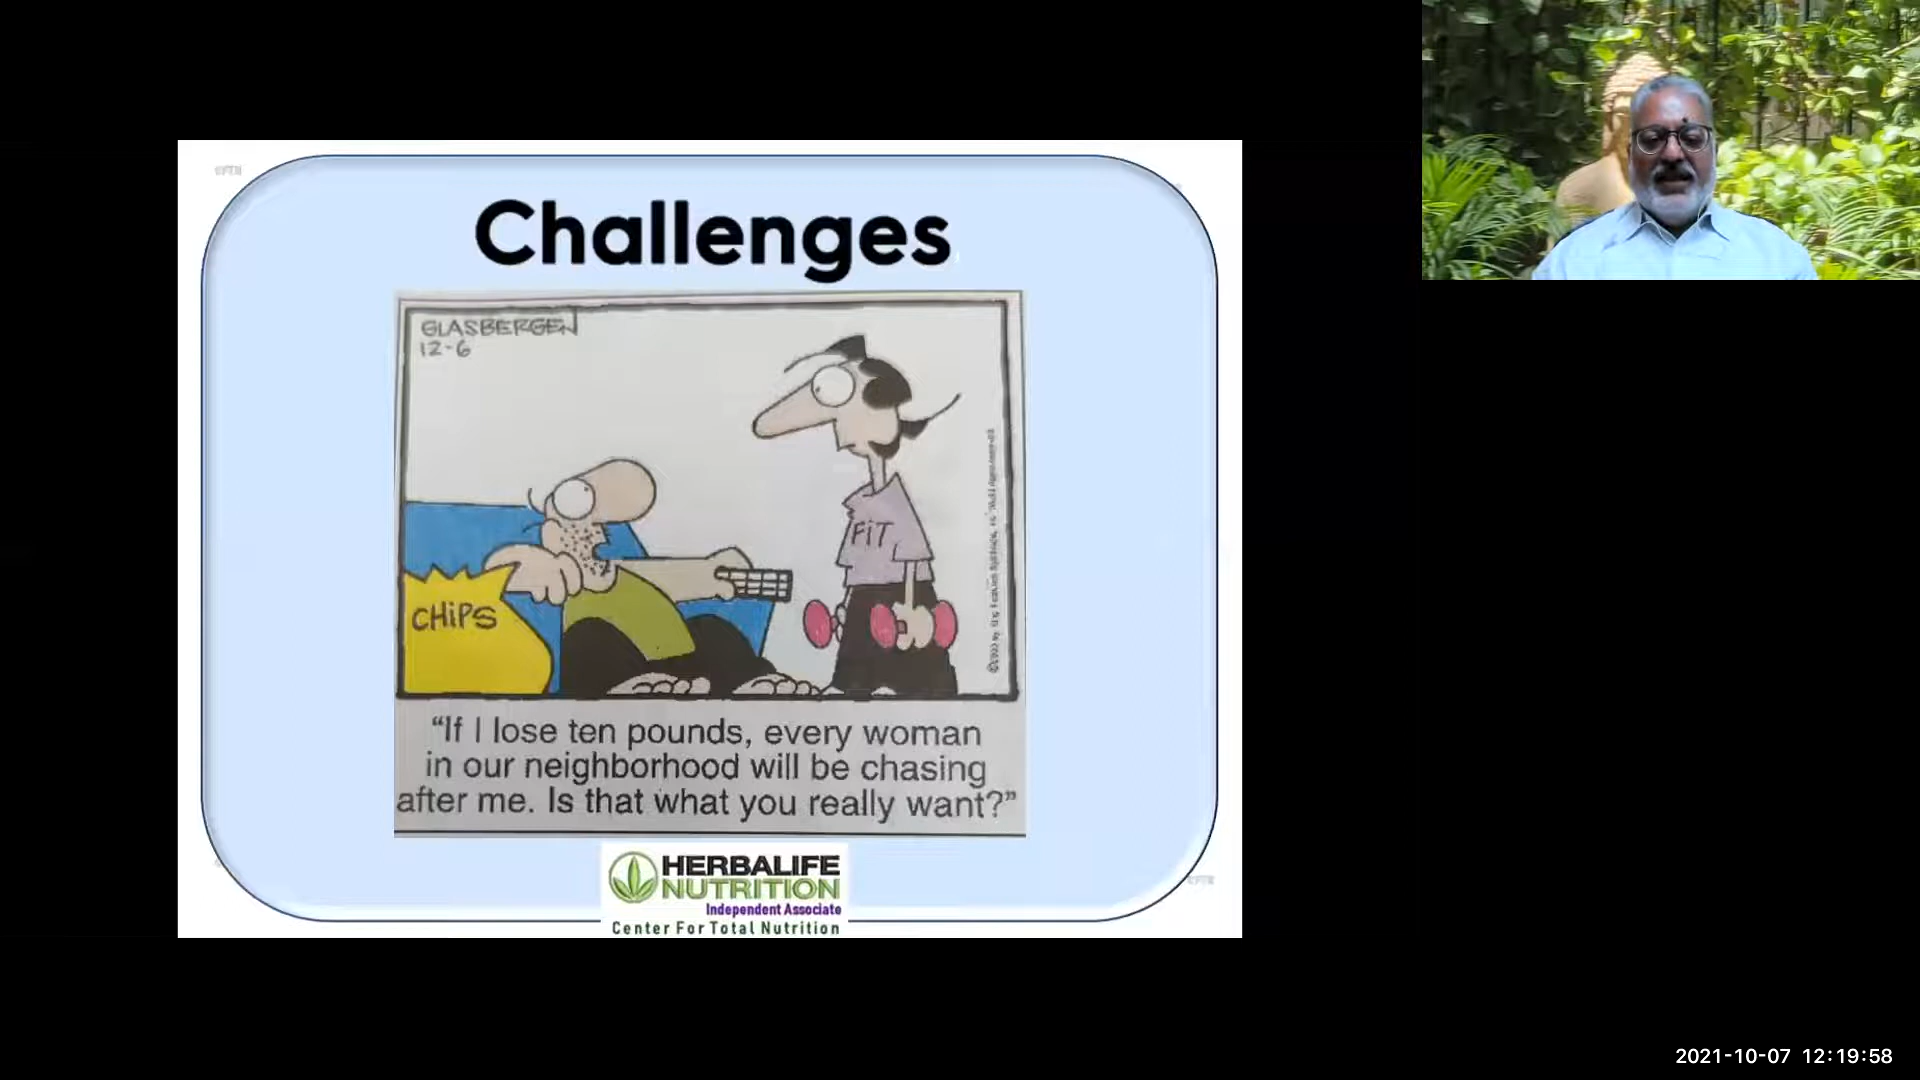 Challenges
GLASBERGEN
12-6
FiT
CHiPS
“If I lose ten pounds, every woman
in our neighborhood will be chasing
after me. Is that what you really want?”
HERBALIFE
NUTRITION
Independent Associate
Center For Total Nutrition
2021-10-07 12:19:58